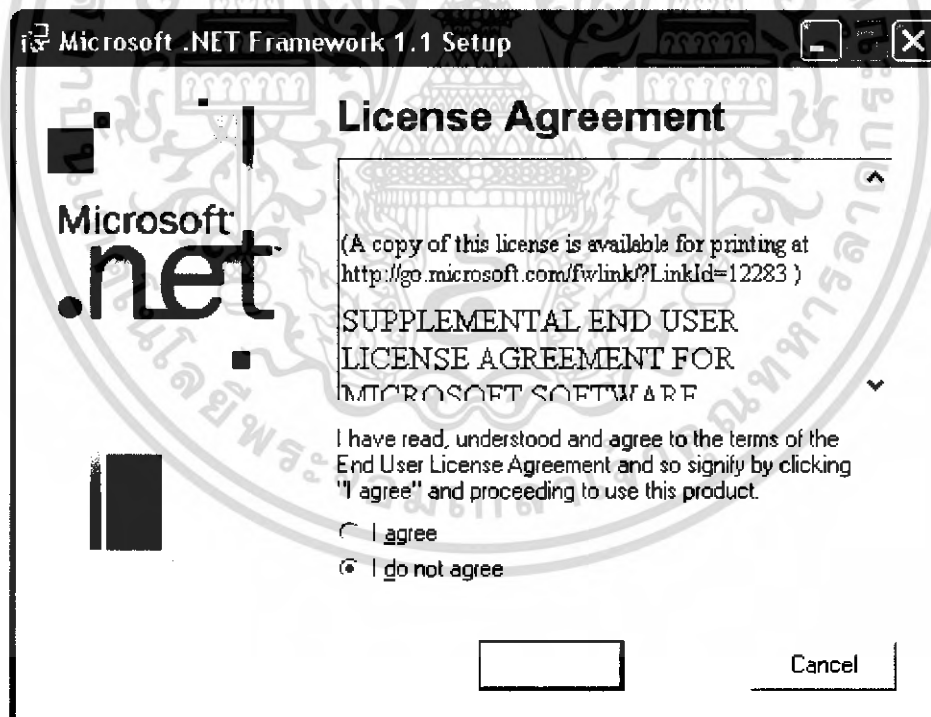 Microsoft .NET Framework 1.1 Setup
License Agreement
Microsoft
.net
(A copy of this license is available for printing at
http://go.microsoft.com/fwlink/?LinkId=12283 )
SUPPLEMENTAL END USER
LICENSE AGREEMENT FOR
MICROSOFT SOFTWARE
I have read, understood and agree to the terms of the
End User License Agreement and so signify by clicking
"I agree" and proceeding to use this product.
I agree
I do not agree
Cancel